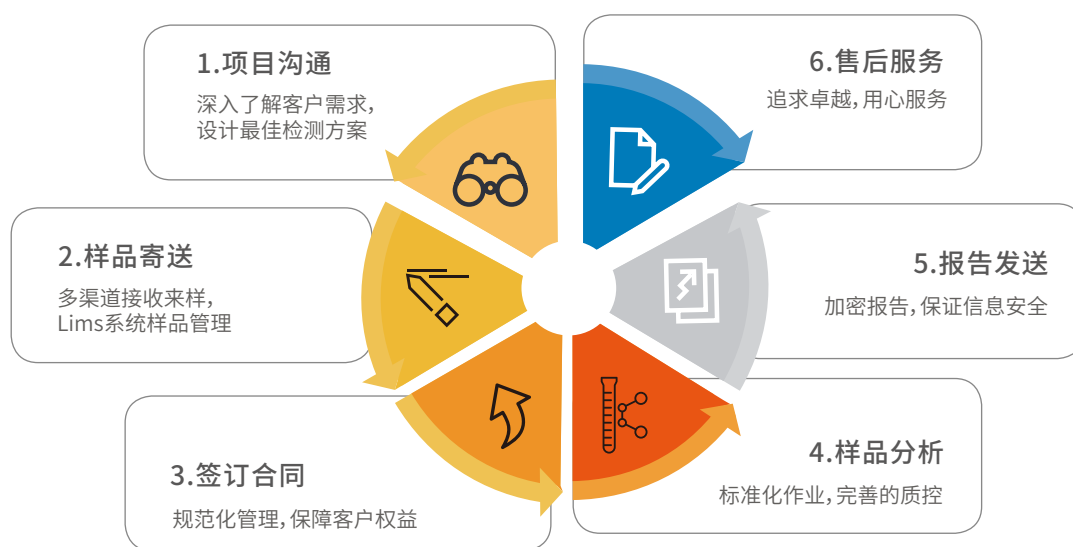 1.项目沟通
深入了解客户需求，
设计最佳检测方案
2.样品寄送
多渠道接收来样，
Lims系统样品管理
3.签订合同
规范化管理，保障客户权益
4.样品分析
标准化作业，完善的质控
5.报告发送
加密报告，保证信息安全
6.售后服务
追求卓越，用心服务